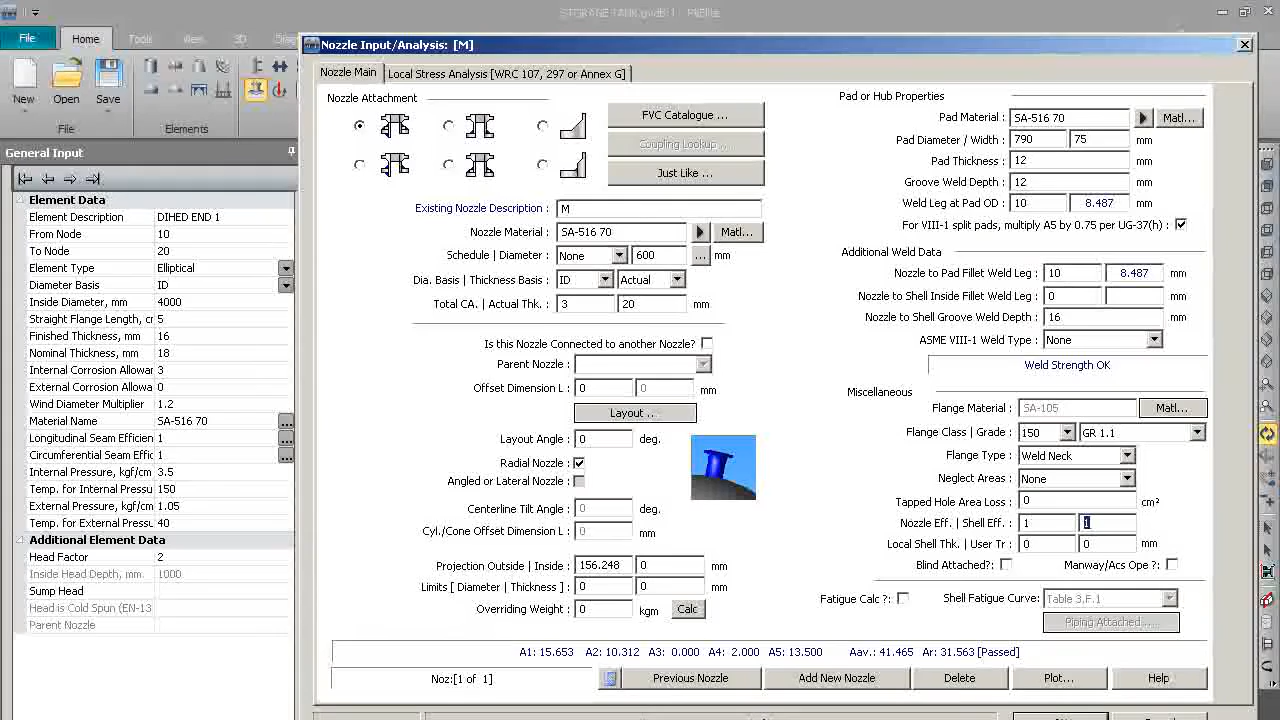 File
Home
Tools
View
3D
New
Open
Save
File
Elements
General Input
Element Data
Element Description DIHED END 1
From Node 10
To Node 20
Element Type Elliptical
Diameter Basis ID
Inside Diameter, mm 4000
Straight Flange Length, cr 5
Finished Thickness, mm 16
Nominal Thickness, mm 18
Internal Corrosion Allowar 3
External Corrosion Allowa 0
Wind Diameter Multiplier 1.2
Material Name SA-516 70
Longitudinal Seam Efficien 1
Circumferential Seam Effic 1
Internal Pressure, kgf/cm 3.5
Temp. for Internal Pressu 150
External Pressure, kgf/cm 1.05
Temp. for External Pressu 40
Additional Element Data
Head Factor 2
Inside Head Depth, mm 1000
Sump Head
Head is Cold Spun (EN-13
Parent Nozzle
Nozzle Input/Analysis: [M]
Nozzle Main
Local Stress Analysis [WRC 107, 297 or Annex G]
Nozzle Attachment
FVC Catalogue ...
Coupling Lookup ...
Just Like ...
Existing Nozzle Description : M
Nozzle Material : SA-516 70 Matl...
Schedule | Diameter : None 600 ... mm
Dia. Basis | Thickness Basis : ID Actual
Total CA. | Actual Thk. : 3 20 mm
Is this Nozzle Connected to another Nozzle?
Parent Nozzle :
Offset Dimension L : 0 0 mm
Layout ...
Layout Angle : 0 deg.
Radial Nozzle :
Angled or Lateral Nozzle :
Centerline Tilt Angle : 0 deg.
Cyl./Cone Offset Dimension L : 0 mm
Projection Outside | Inside : 156.248 0 mm
Limits [ Diameter | Thickness ] : 0 0 mm
Overriding Weight : 0 kgm Calc
Pad or Hub Properties
Pad Material : SA-516 70 Matl...
Pad Diameter / Width : 790 75 mm
Pad Thickness : 12 mm
Groove Weld Depth : 12 mm
Weld Leg at Pad OD : 10 8.487 mm
For VIII-1 split pads, multiply A5 by 0.75 per UG-37(h) :
Additional Weld Data
Nozzle to Pad Fillet Weld Leg : 10 8.487 mm
Nozzle to Shell Inside Fillet Weld Leg : 0 mm
Nozzle to Shell Groove Weld Depth : 16 mm
ASME VIII-1 Weld Type : None
Weld Strength OK
Miscellaneous
Flange Material : SA-105 Matl...
Flange Class | Grade : 150 GR 1.1
Flange Type : Weld Neck
Neglect Areas : None
Tapped Hole Area Loss : 0 cm²
Nozzle Eff. | Shell Eff. : 1 1
Local Shell Thk. | User Tr : 0 0 mm
Blind Attached?: Manway/Acs Ope ?:
Fatigue Calc ?: Shell Fatigue Curve: Table 3.F.1
Piping Attached ...
A1: 15.653 A2: 10.312 A3: 0.000 A4: 2.000 A5: 13.500 Aav.: 41.465 Ar: 31.563 [Passed]
Noz:[1 of 1]
Previous Nozzle
Add New Nozzle
Delete
Plot...
Help